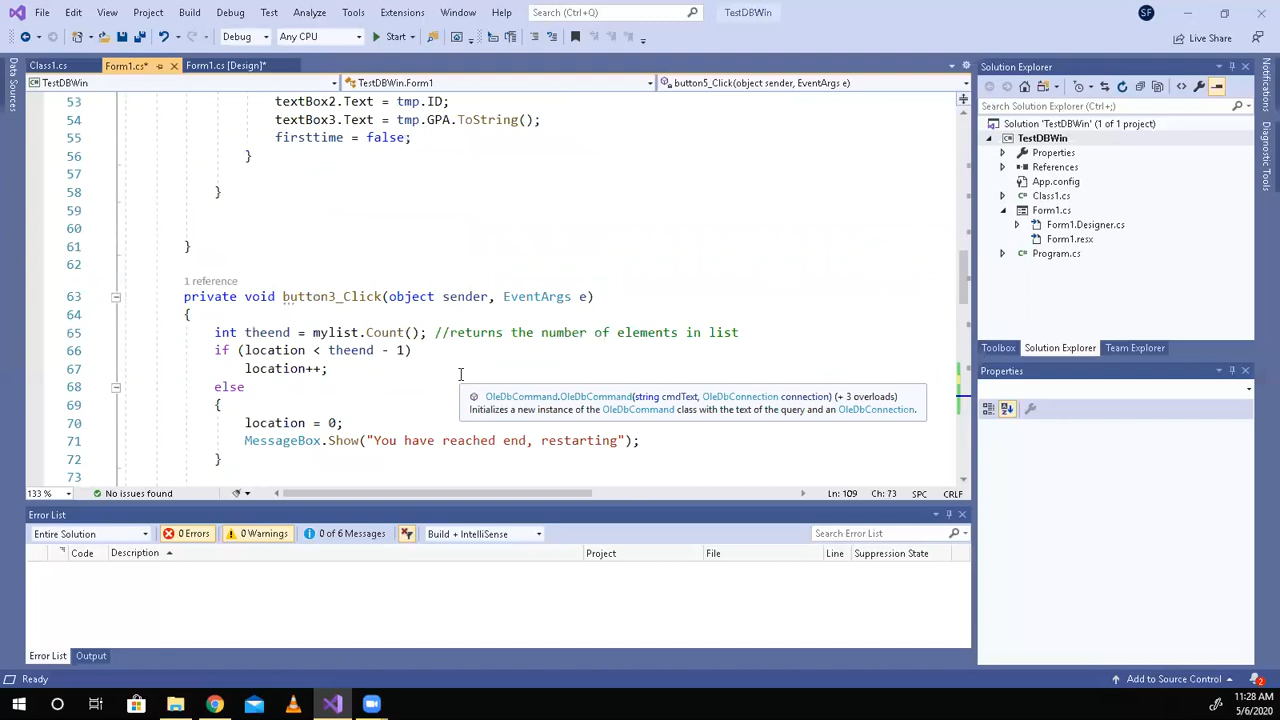 File Edit View Project Build Debug Test Analyze Tools Extensions Window Help Search (Ctrl+Q) TestDBWin SF
Debug Any CPU Start Live Share
Data Sources
Class1.cs Form1.cs* Form1.cs [Design]*
TestDBWin TestDBWin.Form1 button5_Click(object sender, EventArgs e)
53 textBox2.Text = tmp.ID;
54 textBox3.Text = tmp.GPA.ToString();
55 firsttime = false;
56 }
57
58 }
59
60
61 }
62
1 reference
63 private void button3_Click(object sender, EventArgs e)
64 {
65 int theend = mylist.Count(); //returns the number of elements in list
66 if (location < theend - 1)
67 location++;
68 else
69 {
70 location = 0;
71 MessageBox.Show("You have reached end, restarting");
72 }
73
OleDbCommand.OleDbCommand(string cmdText, OleDbConnection connection) (+ 3 overloads)
Initializes a new instance of the OleDbCommand class with the text of the query and an OleDbConnection.
133 % No issues found Ln: 109 Ch: 73 SPC CRLF
Error List
Entire Solution 0 Errors 0 Warnings 0 of 6 Messages Build + IntelliSense Search Error List
Code Description Project File Line Suppression State
Error List Output
Solution Explorer
Search Solution Explorer (Ctrl+;)
Solution 'TestDBWin' (1 of 1 project)
TestDBWin
Properties
References
App.config
Class1.cs
Form1.cs
Form1.Designer.cs
Form1.resx
Program.cs
Toolbox Solution Explorer Team Explorer
Properties
Notifications
Diagnostic Tools
Ready Add to Source Control 2
11:28 AM
5/6/2020